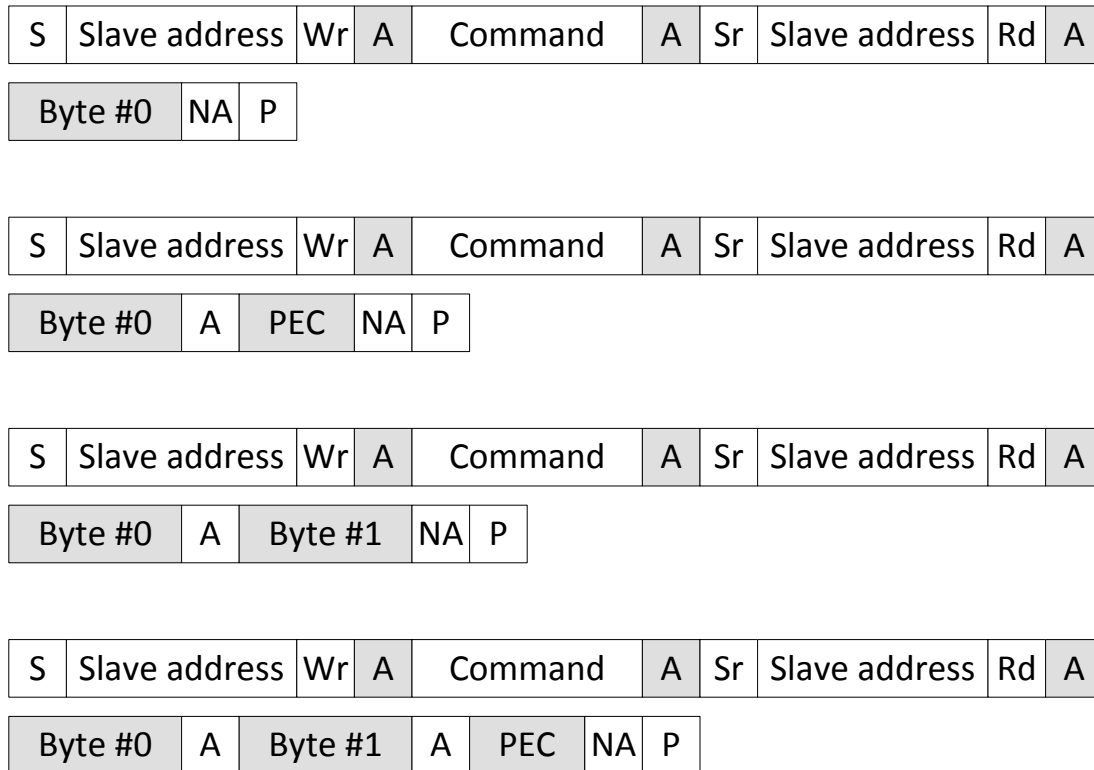 S Slave address Wr A Command A Sr Slave address Rd A
Byte #0 NA P
S Slave address Wr A Command A Sr Slave address Rd A
Byte #0 A PEC NA P
S Slave address Wr A Command A Sr Slave address Rd A
Byte #0 A Byte #1 NA P
S Slave address Wr A Command A Sr Slave address Rd A
Byte #0 A Byte #1 A PEC NA P